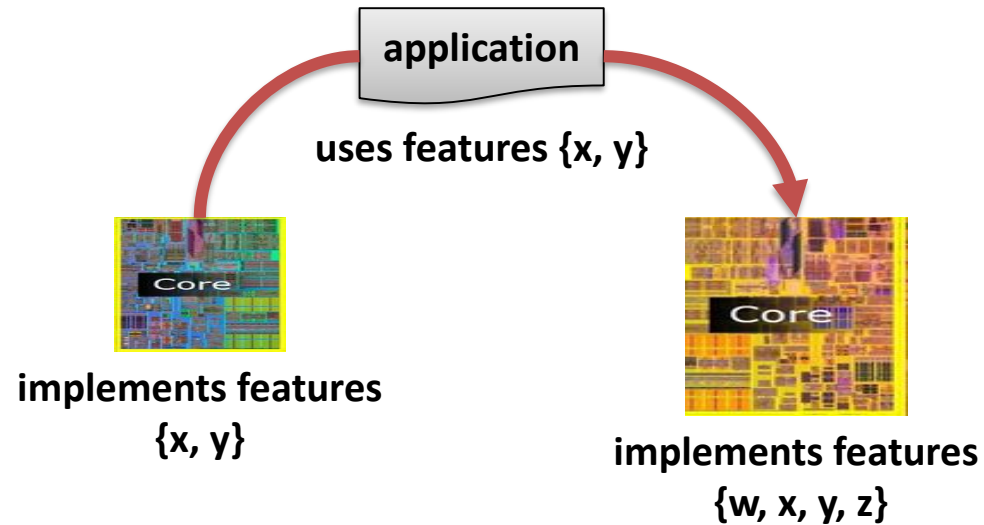 application
uses features {x, y}
Core
Core
implements features
{x, y}
implements features
{w, x, y, z}